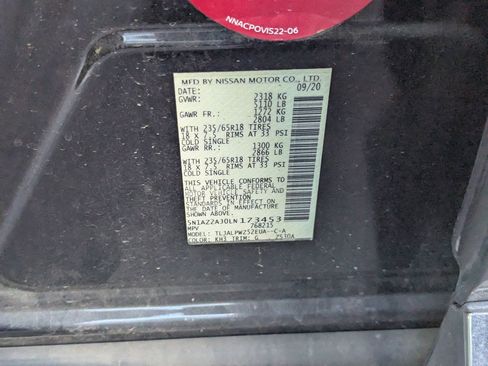 NNACPOVIS22-06
MFD BY NISSAN MOTOR CO., LTD.
DATE: 09/20
GVWR: 2318 KG
5110 LB
GAWR FR.: 1272 KG
2804 LB
WITH 235/65R18 TIRES
18 x 7.5 RIMS AT 33 PSI
COLD SINGLE
GAWR RR.: 1300 KG
2866 LB
WITH 235/65R18 TIRES
18 x 7.5 RIMS AT 33 PSI
COLD SINGLE
THIS VEHICLE CONFORMS TO
ALL APPLICABLE FEDERAL
MOTOR VEHICLE SAFETY AND
THEFT PREVENTION
STANDARDS IN EFFECT ON THE
DATE OF MANUFACTURE
SHOWN ABOVE.
5N1AZ2AJ0LN173453
MPV 768215
MODEL: TLJALPWZ52EUA--C-A
COLOR: KH3 TRIM: G Z530A